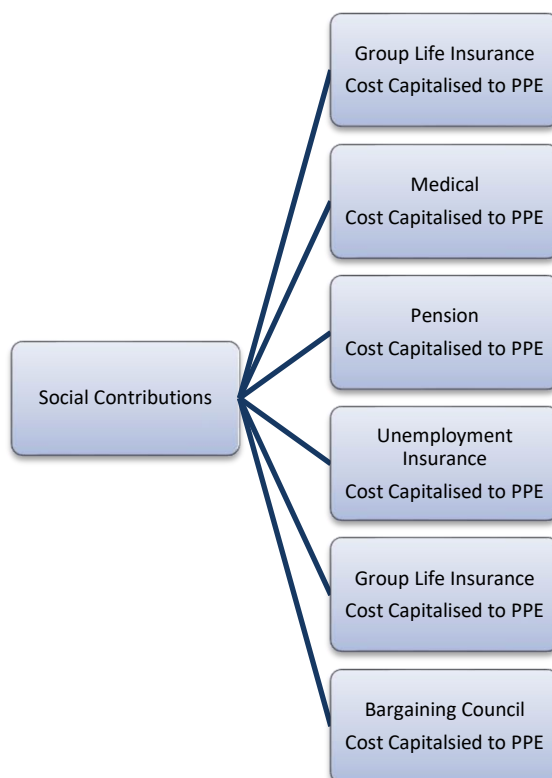 Group Life Insurance
Cost Capitalised to PPE
Medical
Cost Capitalised to PPE
Pension
Cost Capitalised to PPE
Social Contributions
Unemployment
Insurance
Cost Capitalised to PPE
Group Life Insurance
Cost Capitalised to PPE
Bargaining Council
Cost Capitalsied to PPE